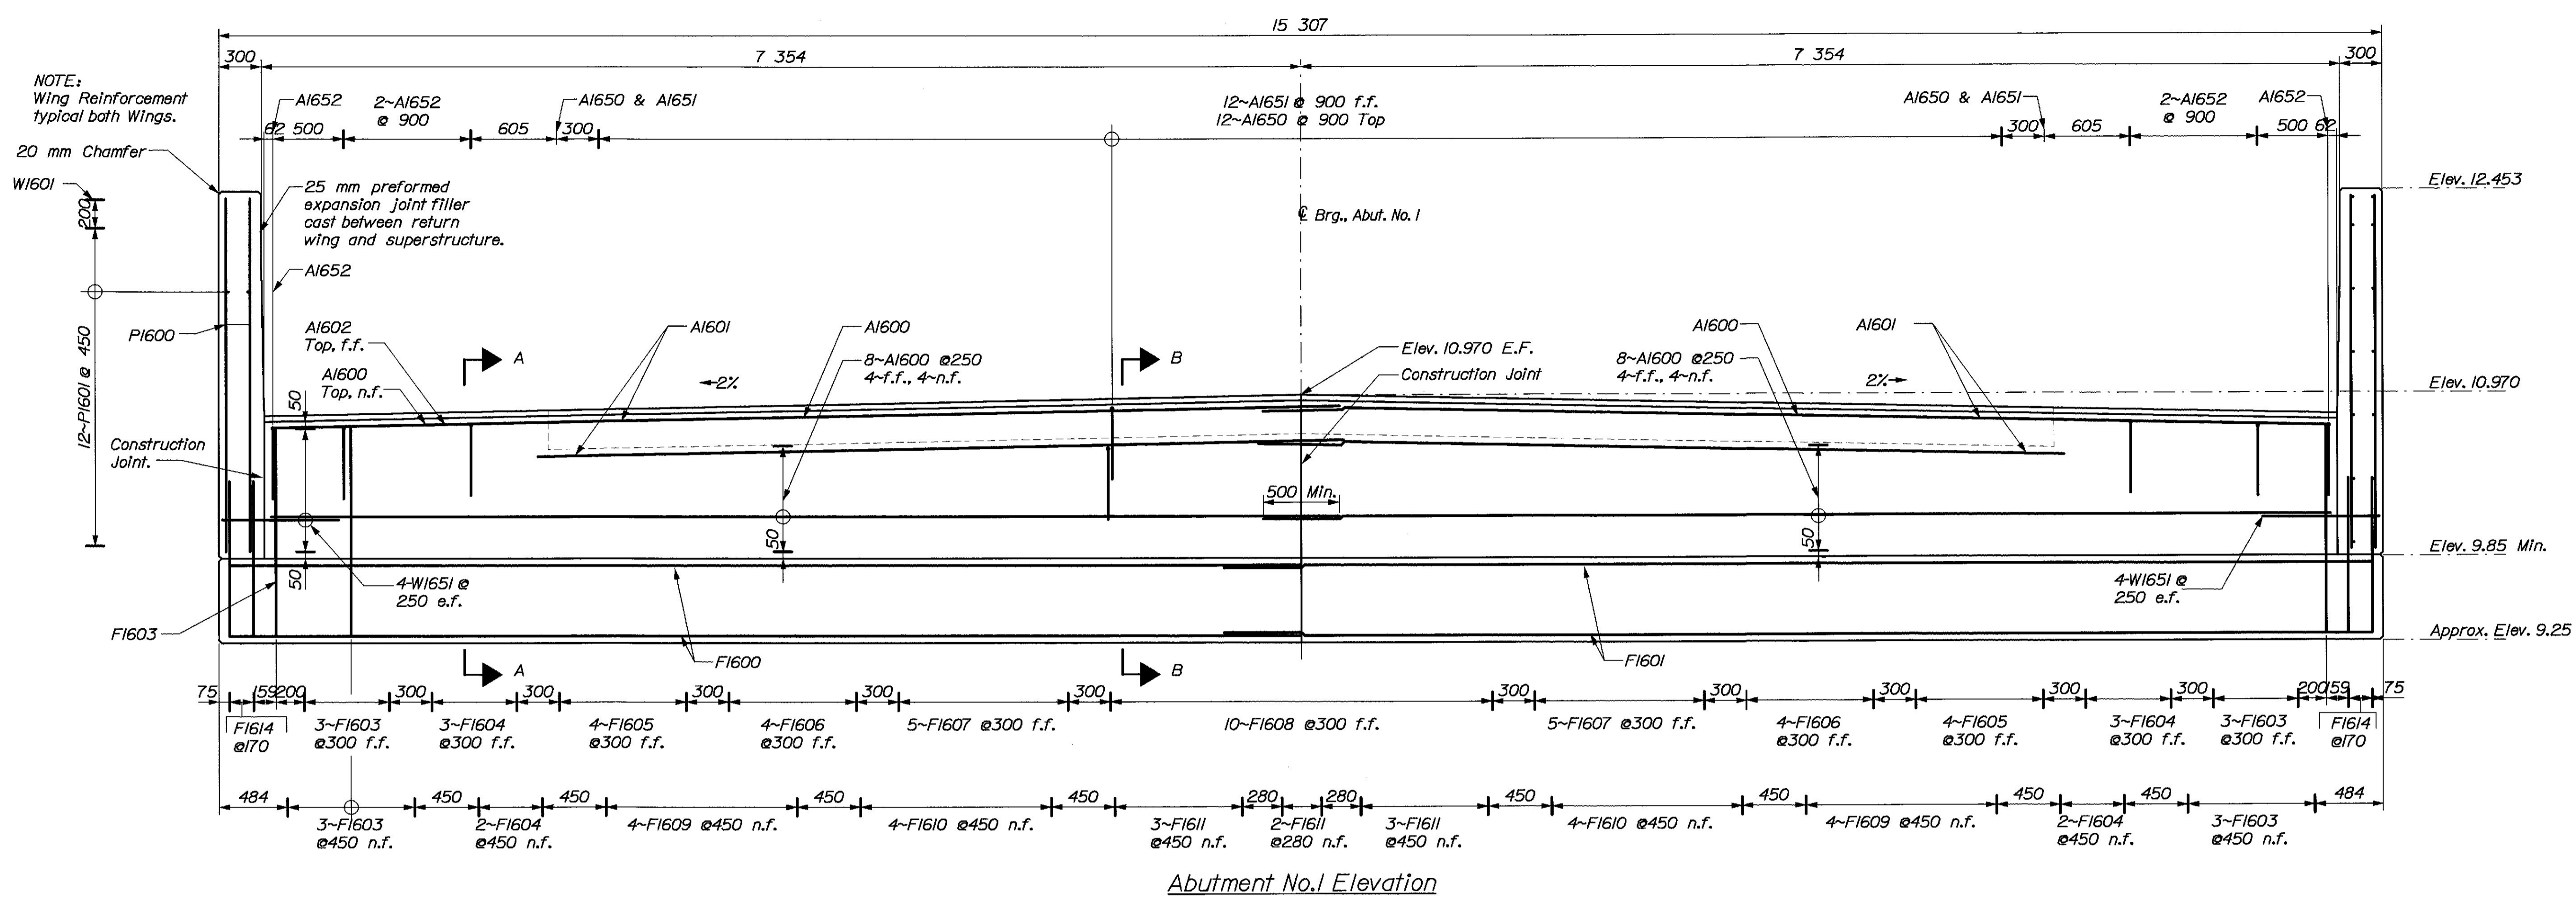 15 307
300
7 354
7 354
300
NOTE:
Wing Reinforcement
typical both Wings.
A1652
2~A1652
@ 900
A1650 & A1651
12~A1651 @ 900 f.f.
12~A1650 @ 900 Top
A1650 & A1651
2~A1652
@ 900
A1652
62 500
605
300
300
605
500 62
20 mm Chamfer
W1601
200
25 mm preformed
expansion joint filler
cast between return
wing and superstructure.
℄ Brg., Abut. No. 1
Elev. 12.453
A1652
12~P1601 @ 450
P1600
A1602
Top, f.f.
A1600
Top, n.f.
A1601
A1600
8~A1600 @250
4~f.f., 4~n.f.
A
B
2%
Elev. 10.970 E.F.
Construction Joint
A1600
8~A1600 @250
4~f.f., 4~n.f.
A1601
2%
Elev. 10.970
50
Construction
Joint.
500 Min.
50
50
50
4-W1651 @
250 e.f.
4-W1651 @
250 e.f.
Elev. 9.85 Min.
F1603
F1600
F1601
Approx. Elev. 9.25
A
B
75
159
200
300
300
300
300
300
300
300
300
300
300
200
159
75
F1614
@170
3~F1603
@300 f.f.
3~F1604
@300 f.f.
4~F1605
@300 f.f.
4~F1606
@300 f.f.
5~F1607 @300 f.f.
10~F1608 @300 f.f.
5~F1607 @300 f.f.
4~F1606
@300 f.f.
4~F1605
@300 f.f.
3~F1604
@300 f.f.
3~F1603
@300 f.f.
F1614
@170
484
450
450
450
450
280
280
450
450
450
450
484
3~F1603
@450 n.f.
2~F1604
@450 n.f.
4~F1609 @450 n.f.
4~F1610 @450 n.f.
3~F1611
@450 n.f.
2~F1611
@280 n.f.
3~F1611
@450 n.f.
4~F1610 @450 n.f.
4~F1609 @450 n.f.
2~F1604
@450 n.f.
3~F1603
@450 n.f.
Abutment No.1 Elevation